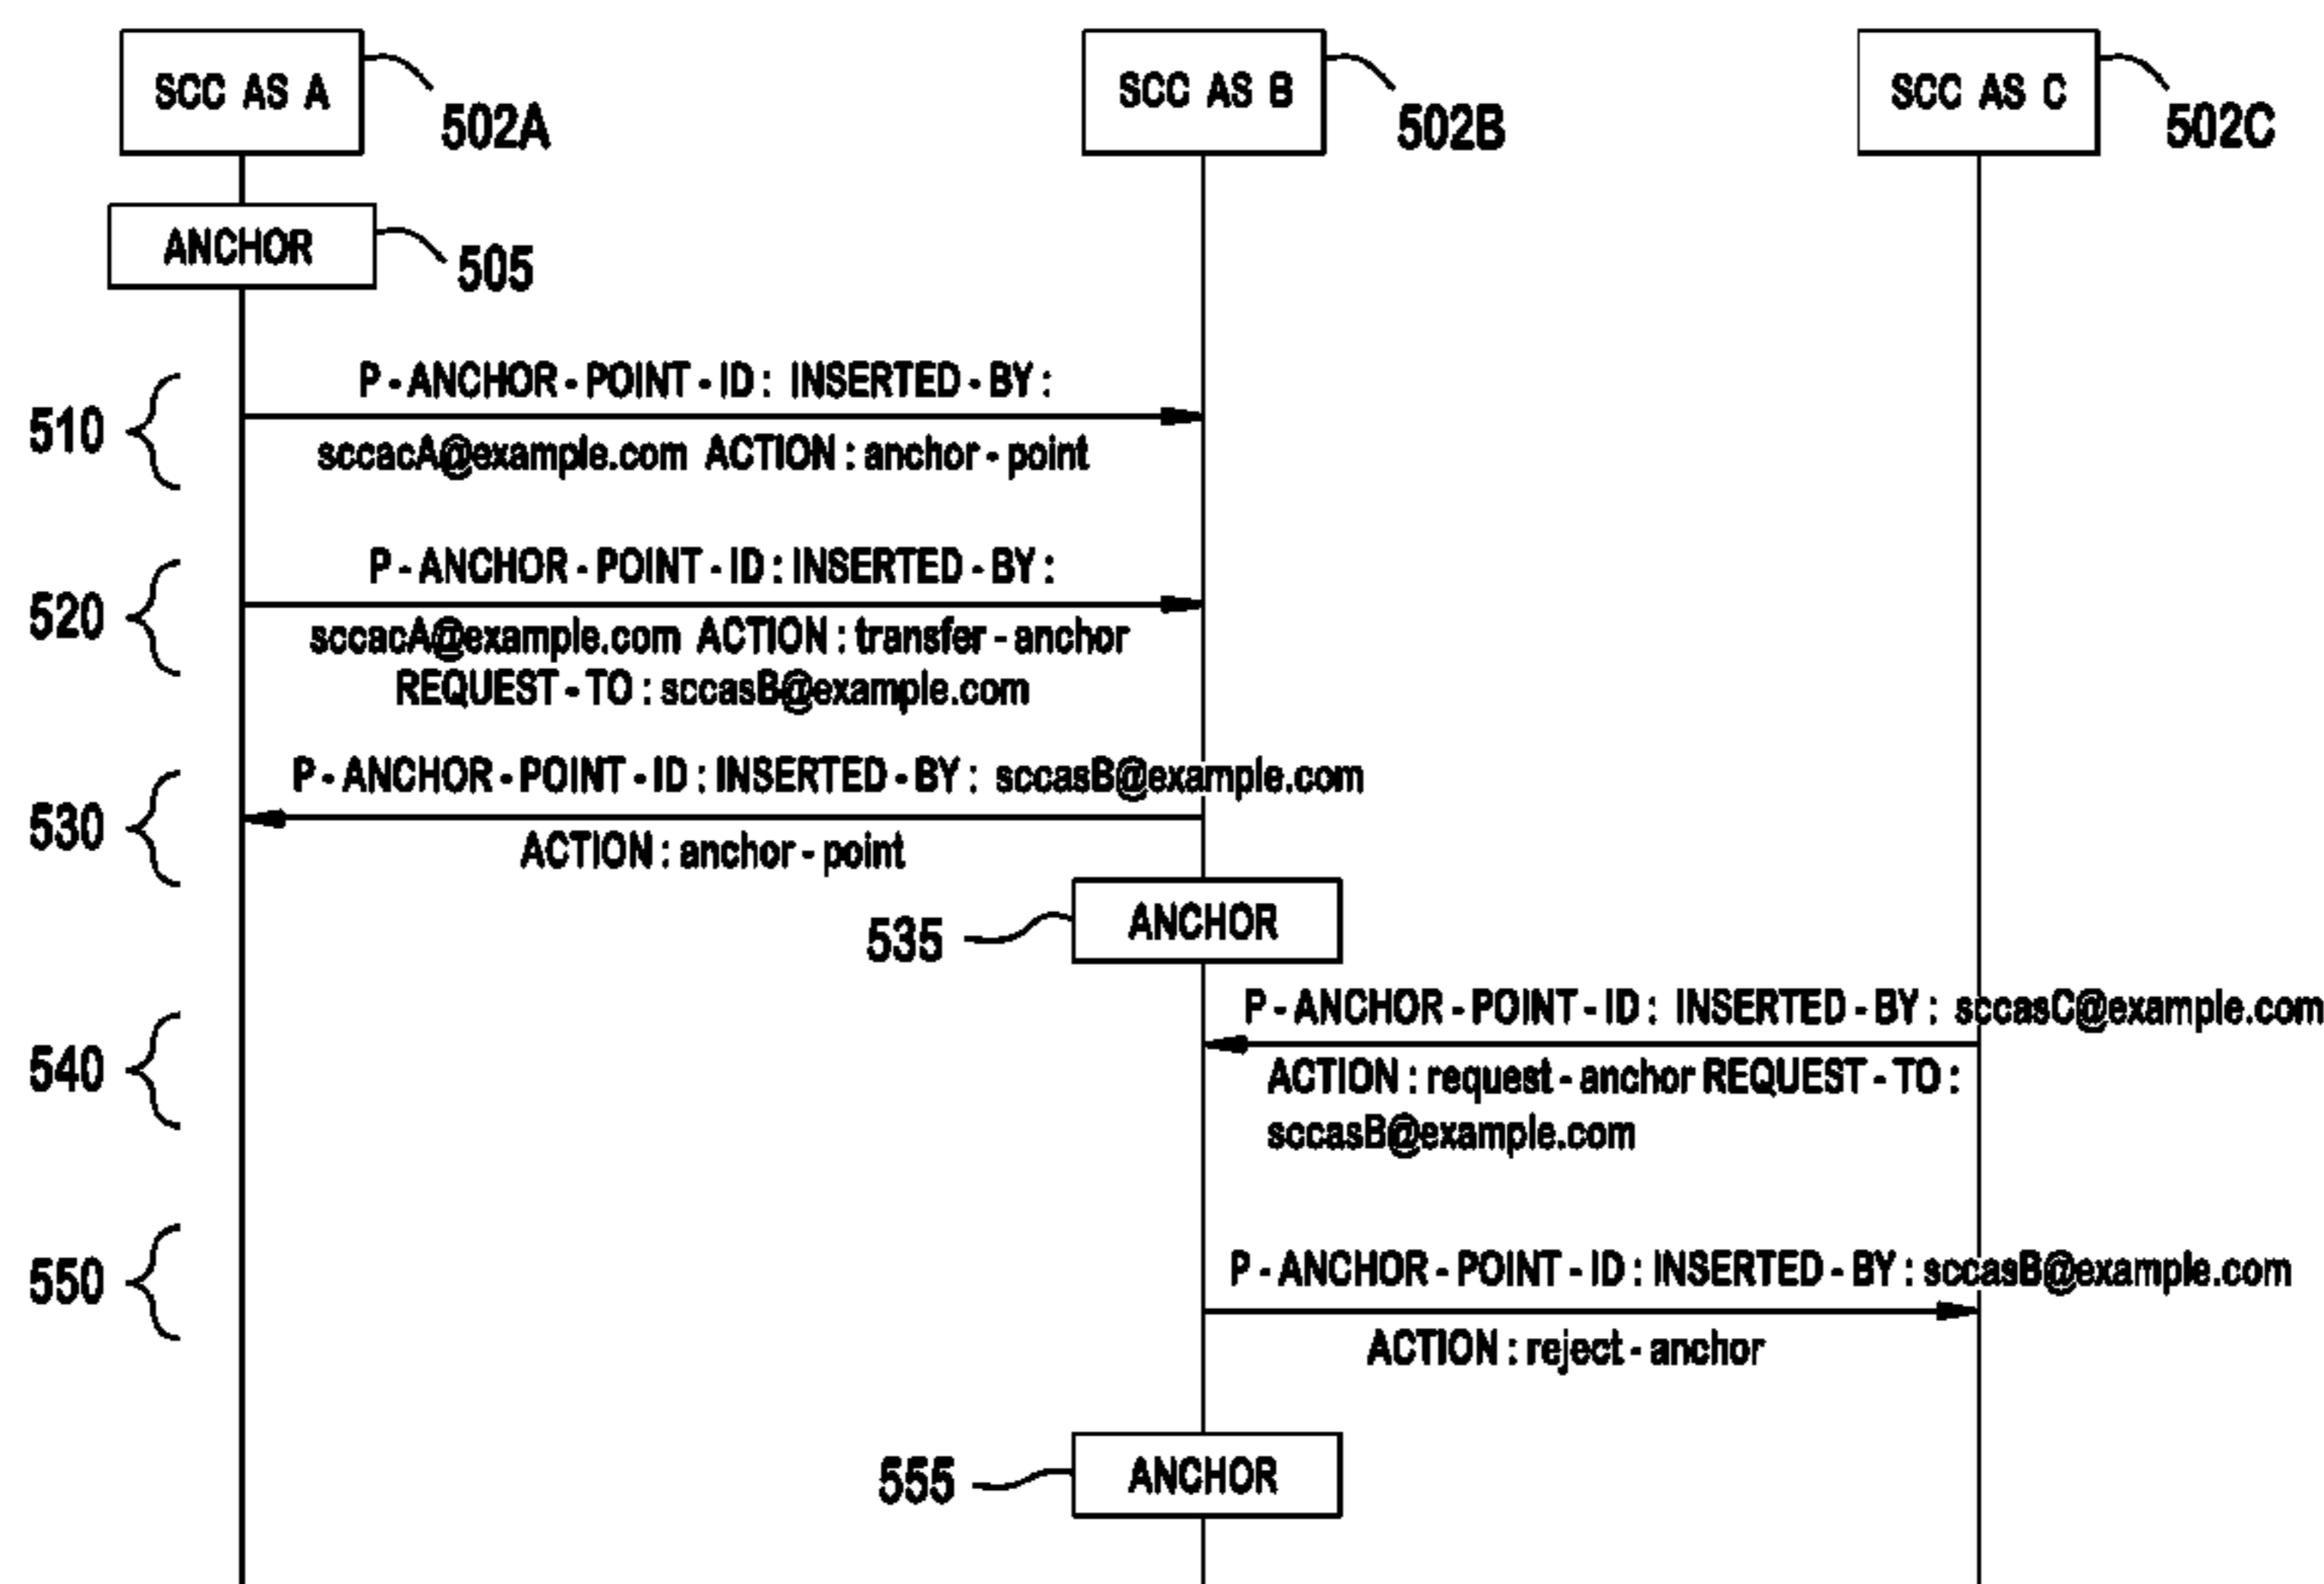 SCC AS A
502A
SCC AS B
502B
SCC AS C
502C
ANCHOR
505
510
P - ANCHOR - POINT - ID : INSERTED - BY :
sccacA@example.com ACTION : anchor - point
520
P - ANCHOR - POINT - ID : INSERTED - BY :
sccacA@example.com ACTION : transfer - anchor
REQUEST - TO : sccasB@example.com
530
P - ANCHOR - POINT - ID : INSERTED - BY : sccasB@example.com
ACTION : anchor - point
535
ANCHOR
540
P - ANCHOR - POINT - ID : INSERTED - BY : sccasC@example.com
ACTION : request - anchor REQUEST - TO :
sccasB@example.com
550
P - ANCHOR - POINT - ID : INSERTED - BY : sccasB@example.com
ACTION : reject - anchor
555
ANCHOR